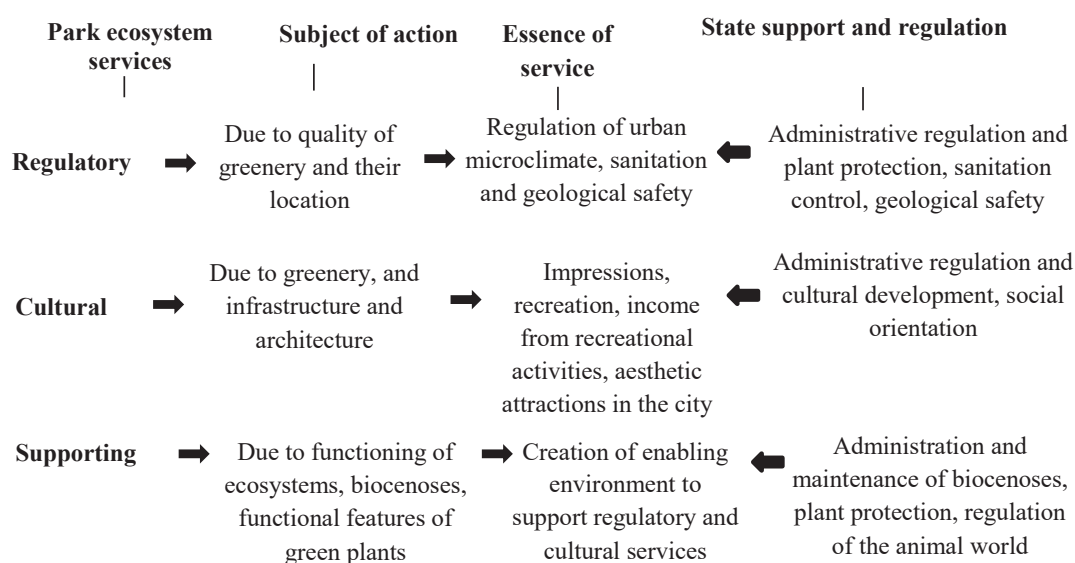 Park ecosystem
services
Subject of action
Essence of
service
State support and regulation
Regulatory
Due to quality of
greenery and their
location
Regulation of urban
microclimate, sanitation
and geological safety
Administrative regulation and
plant protection, sanitation
control, geological safety
Cultural
Due to greenery, and
infrastructure and
architecture
Impressions,
recreation, income
from recreational
activities, aesthetic
attractions in the city
Administrative regulation and
cultural development, social
orientation
Supporting
Due to functioning of
ecosystems, biocenoses,
functional features of
green plants
Creation of enabling
environment to
support regulatory and
cultural services
Administration and
maintenance of biocenoses,
plant protection, regulation
of the animal world